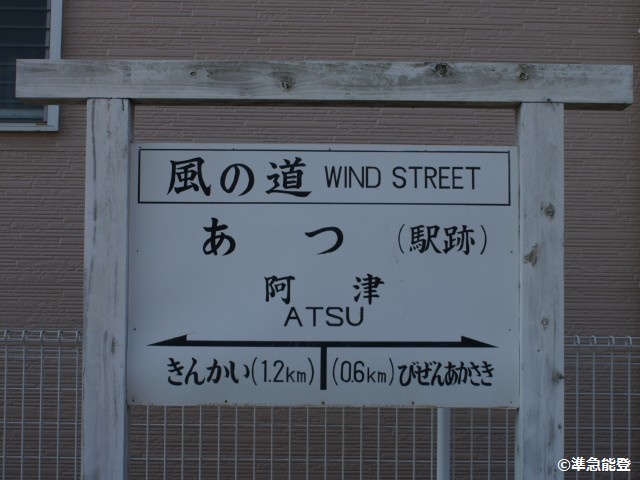 風の道 WIND STREET
あつ (駅跡)
阿津
ATSU
きんかい(1.2km) (0.6km)びぜんあかさき
©準急能登